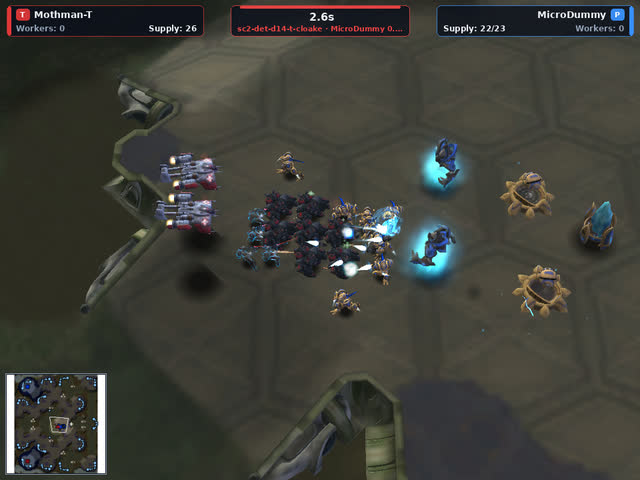 T Mothman-T
Workers: 0 Supply: 26
2.6s
sc2-det-d14-t-cloake · MicroDummy 0....
MicroDummy P
Supply: 22/23 Workers: 0